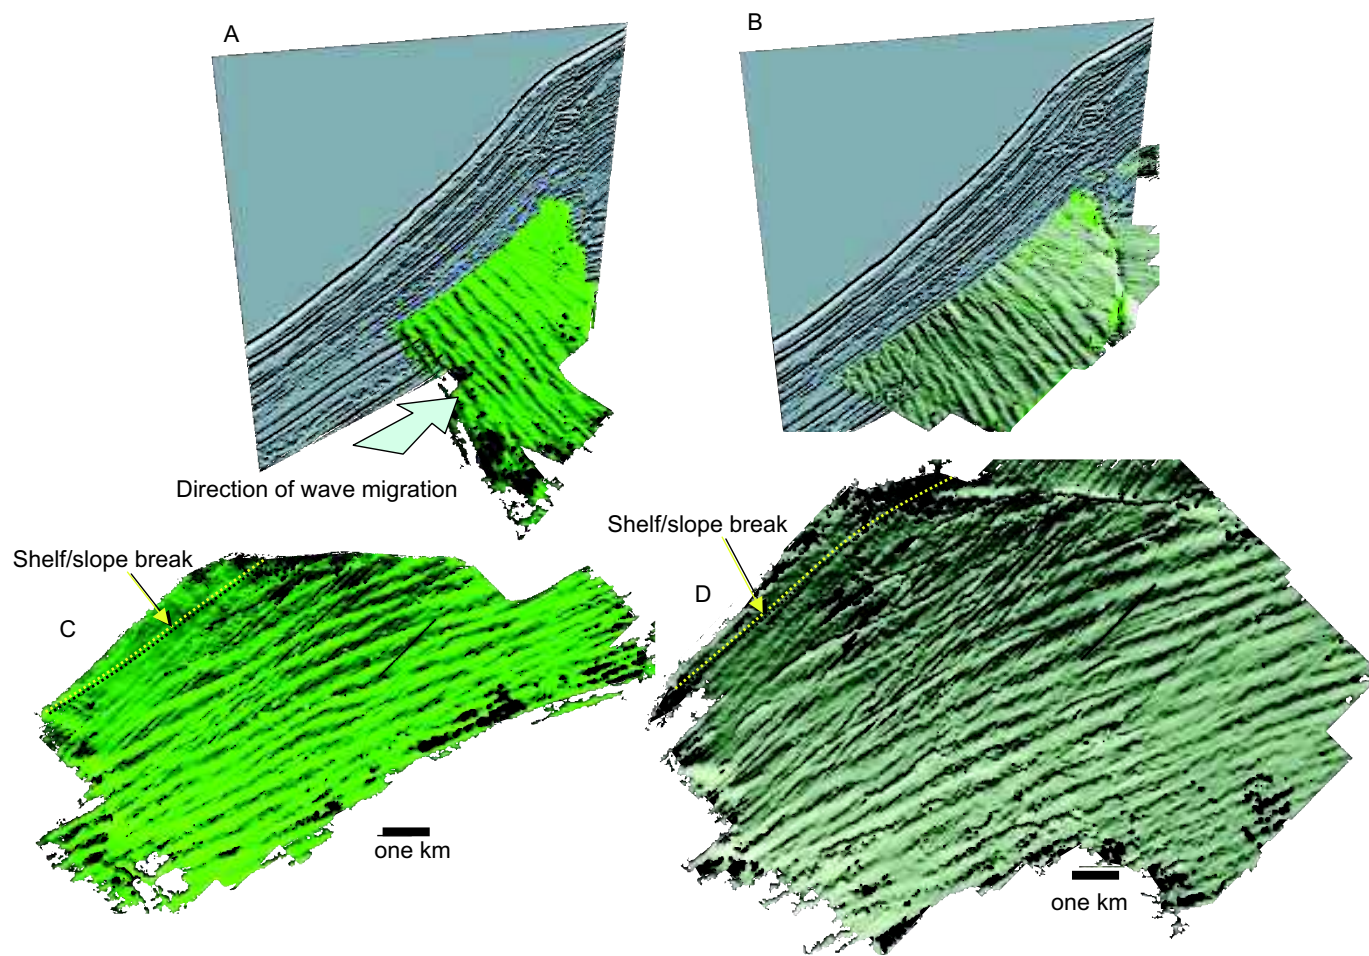 A
B
Direction of wave migration
Shelf/slope break
Shelf/slope break
C
D
one km
one km